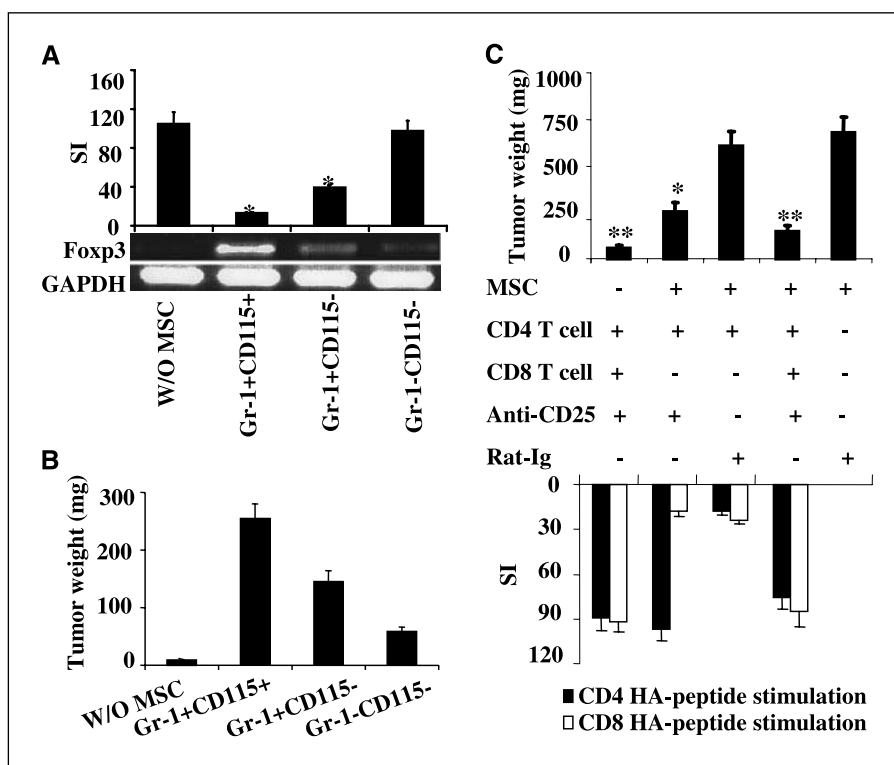 A
160
120
80
40
0
SI
*
*
Foxp3
GAPDH
W/O MSC
Gr-1+CD115+
Gr-1+CD115-
Gr-1-CD115-
B
300
200
100
0
Tumor weight (mg)
W/O MSC
Gr-1+CD115+
Gr-1+CD115-
Gr-1-CD115-
C
1000
750
500
250
0
Tumor weight (mg)
**
*
**
MSC - + + + +
CD4 T cell + + + + -
CD8 T cell + - - + -
Anti-CD25 + + - + -
Rat-Ig - - + - +
0
30
60
90
120
SI
CD4 HA-peptide stimulation
CD8 HA-peptide stimulation